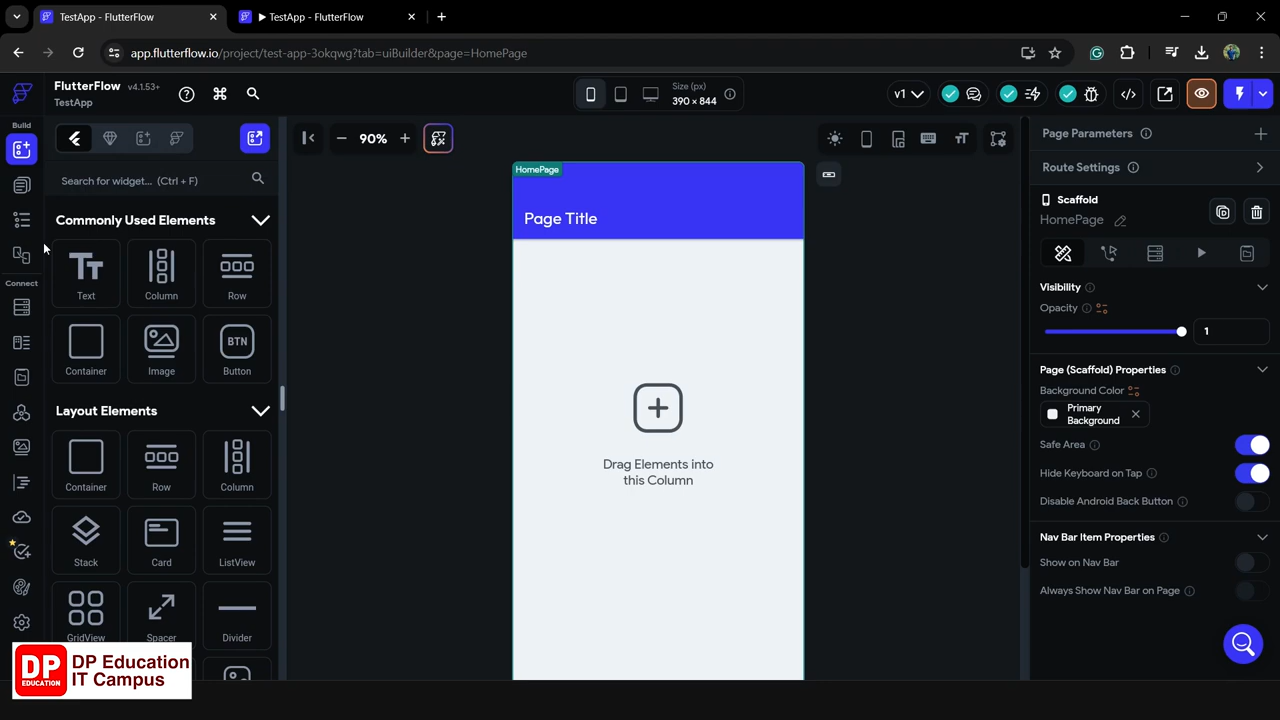 TestApp - FlutterFlow
TestApp - FlutterFlow
app.flutterflow.io/project/test-app-3okqwg?tab=uiBuilder&page=HomePage
FlutterFlow v4.1.53+
TestApp
Size (px)
390 × 844
v1
Build
90%
Search for widget... (Ctrl + F)
Commonly Used Elements
Text
Column
Row
Container
Image
BTN
Button
Connect
Layout Elements
Container
Row
Column
Stack
Card
ListView
GridView
Spacer
Divider
HomePage
Page Title
Drag Elements into
this Column
Page Parameters
Route Settings
Scaffold
HomePage
Visibility
Opacity
1
Page (Scaffold) Properties
Background Color
Primary
Background
Safe Area
Hide Keyboard on Tap
Disable Android Back Button
Nav Bar Item Properties
Show on Nav Bar
Always Show Nav Bar on Page
DP
EDUCATION
DP Education
IT Campus